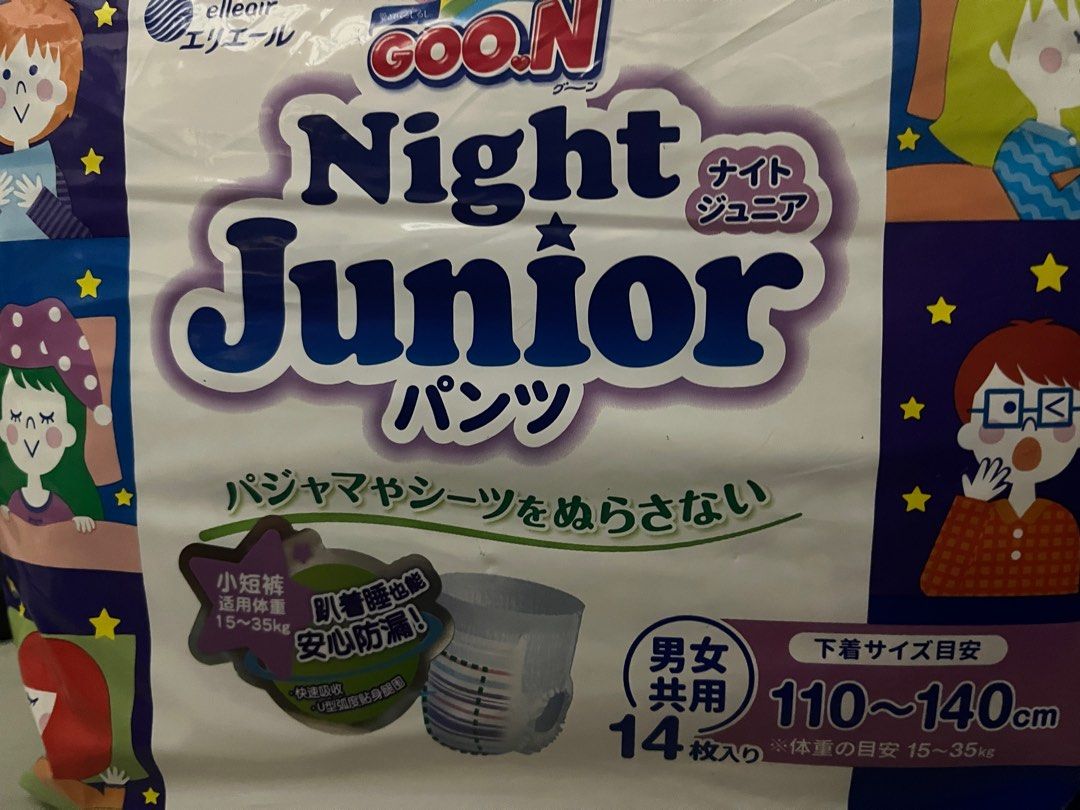 elleair
エリエール
GOO.N
グ〜ン
Night
ナイト
ジュニア
Junior
パンツ
パジャマやシーツをぬらさない
小短裤
适用体重
15〜35kg
趴着睡也能
安心防漏!
·快速吸收
·U型弧度贴身腿围
男女
共用
14枚入り
下着サイズ目安
110〜140cm
※体重の目安 15〜35kg